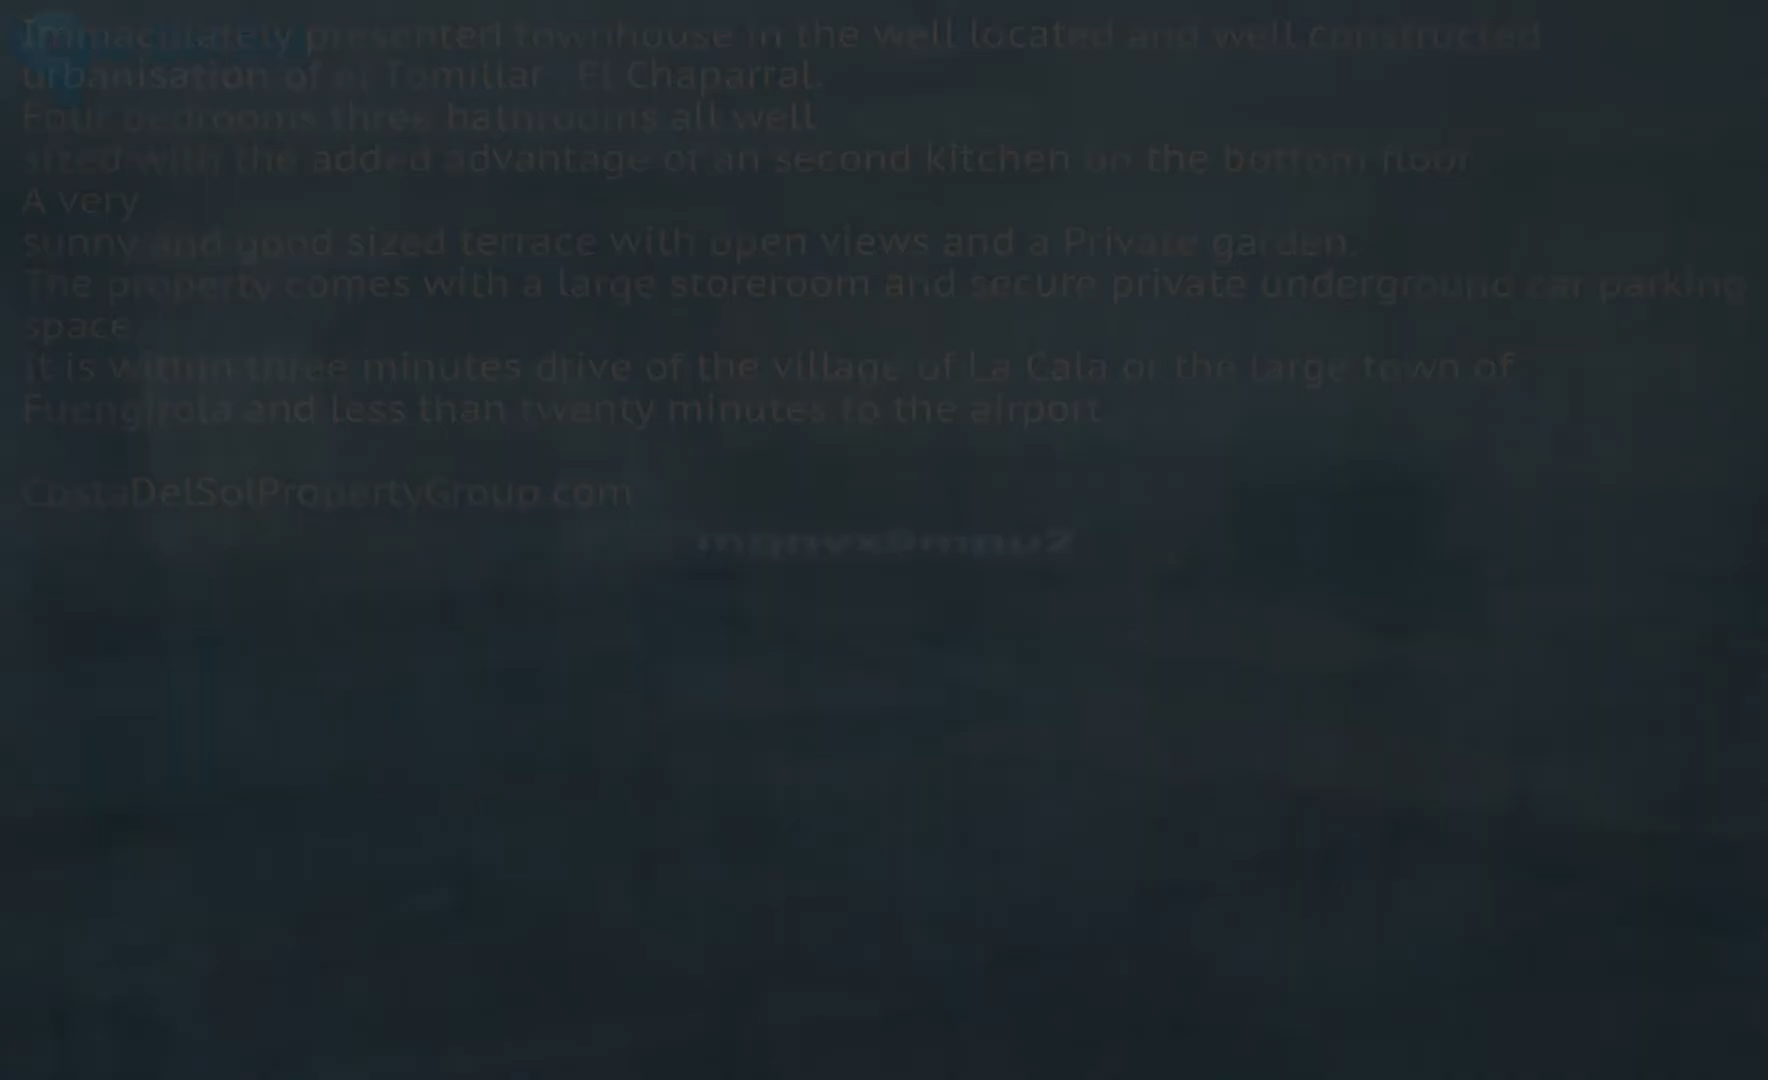 Immaculately presented townhouse in the well located and well constructed
urbanisation of el Tomillar, El Chaparral.
Four bedrooms three bathrooms all well
sized with the added advantage of an second kitchen on the bottom floor
A very
sunny and good sized terrace with open views and a Private garden.
The property comes with a large storeroom and secure private underground car parking
space
It is within three minutes drive of the village of La Cala or the large town of
Fuengirola and less than twenty minutes to the airport
CostaDelSolPropertyGroup.com